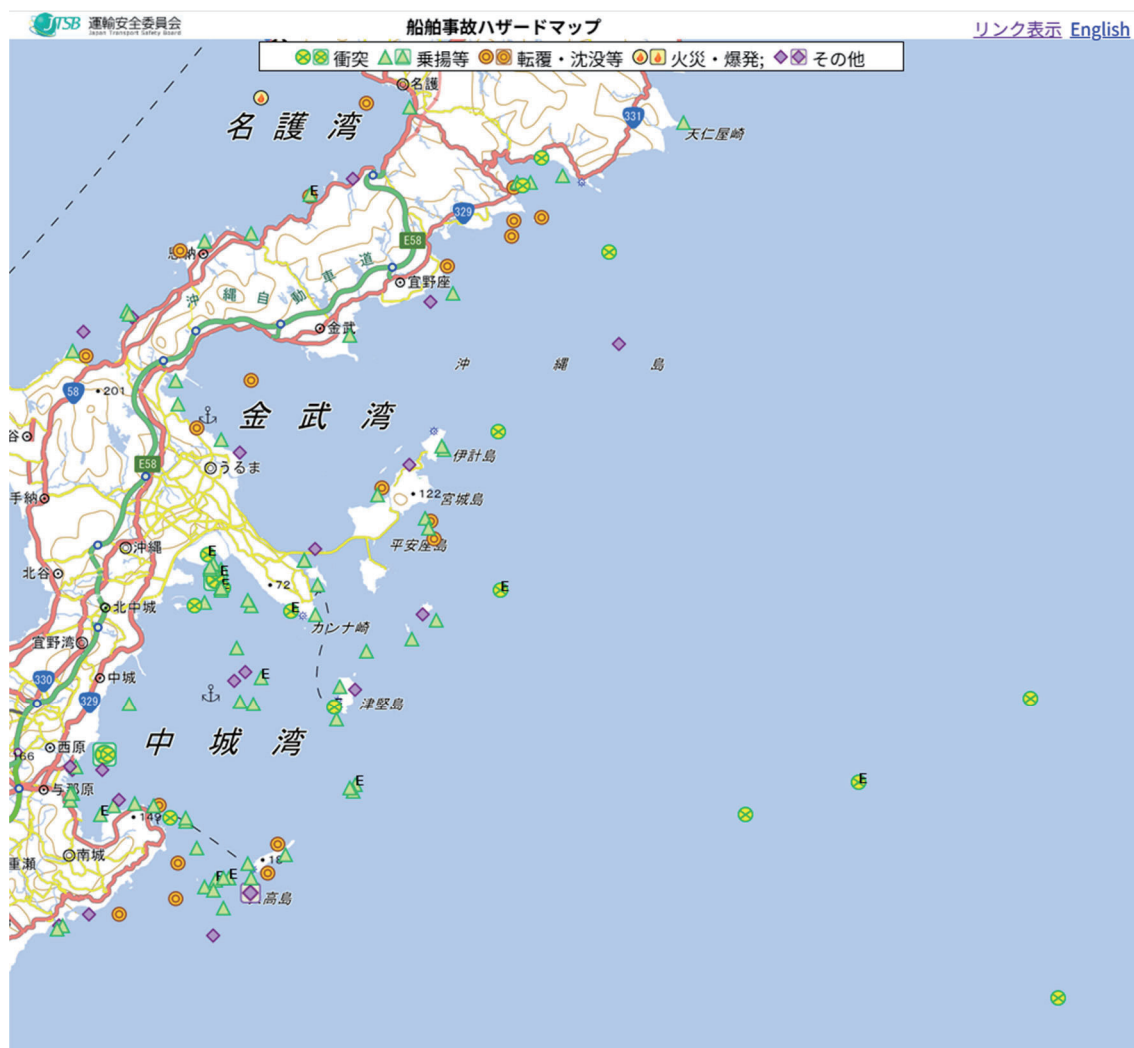 JTSB 運輸安全委員会
Japan Transport Safety Board
船舶事故ハザードマップ
リンク表示 English
衝突 乗揚等 転覆・沈没等 火災・爆発; その他
名護
名護湾
331
天仁屋崎
E
329
E58
恩納
沖縄自動車道
宜野座
金武
沖縄島
58
201
金武湾
谷
伊計島
E58
うるま
手納
122
宮城島
平安座島
沖縄
E
北谷
E
E
72
E
北中城
E
カンナ崎
宜野湾
330
中城
E
329
津堅島
中城湾
西原
166
E
E
与那原
E
149
南城
18
重瀬
E
高島